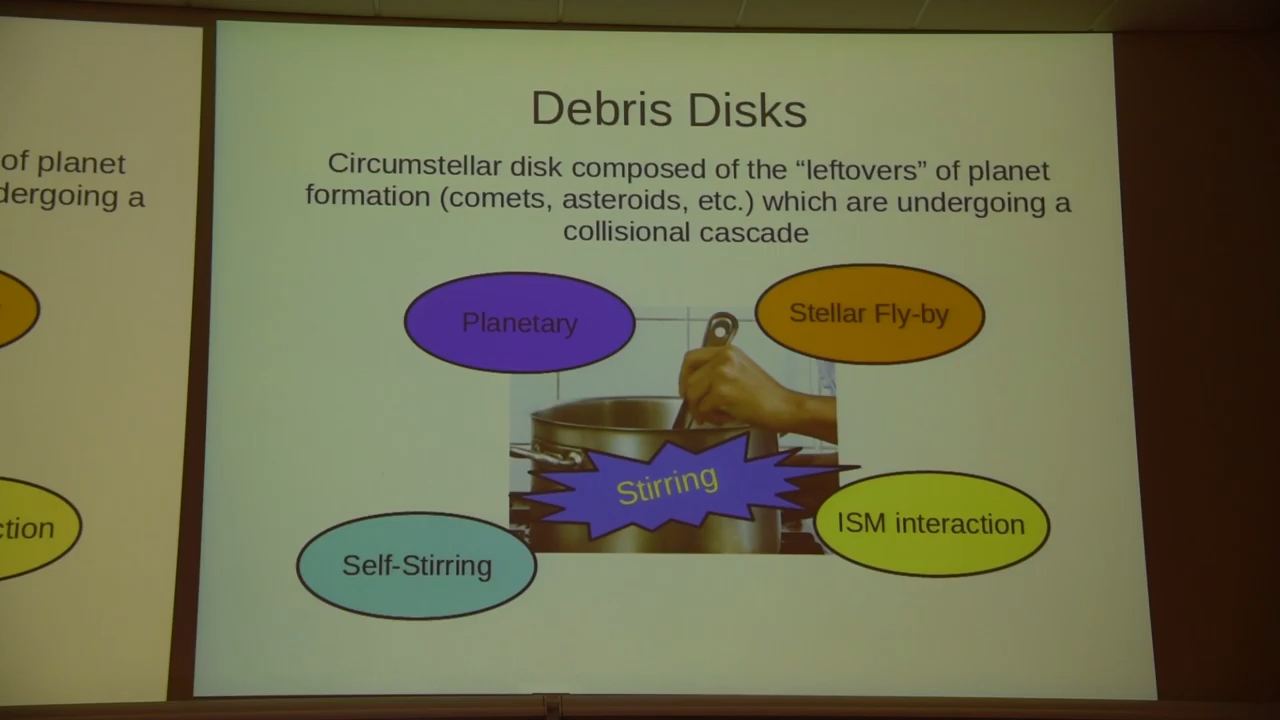 of planet
dergoing a
ction
Debris Disks
Circumstellar disk composed of the “leftovers” of planet
formation (comets, asteroids, etc.) which are undergoing a
collisional cascade
Planetary
Stellar Fly-by
Stirring
ISM interaction
Self-Stirring